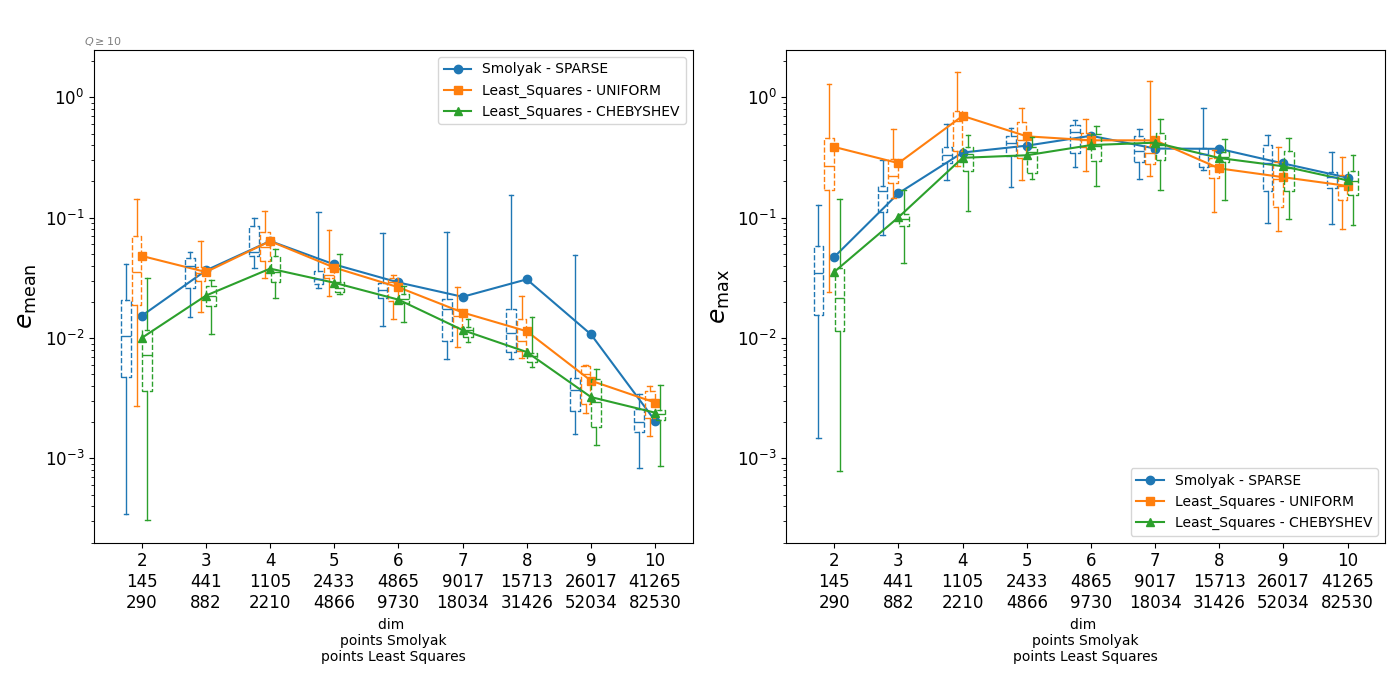 Q ≥ 10
Smolyak - SPARSE
Least_Squares - UNIFORM
Least_Squares - CHEBYSHEV
10⁰
10⁻¹
10⁻²
10⁻³
e_mean
2 3 4 5 6 7 8 9 10
145 441 1105 2433 4865 9017 15713 26017 41265
290 882 2210 4866 9730 18034 31426 52034 82530
dim
points Smolyak
points Least Squares
10⁰
10⁻¹
10⁻²
10⁻³
e_max
Smolyak - SPARSE
Least_Squares - UNIFORM
Least_Squares - CHEBYSHEV
2 3 4 5 6 7 8 9 10
145 441 1105 2433 4865 9017 15713 26017 41265
290 882 2210 4866 9730 18034 31426 52034 82530
dim
points Smolyak
points Least Squares